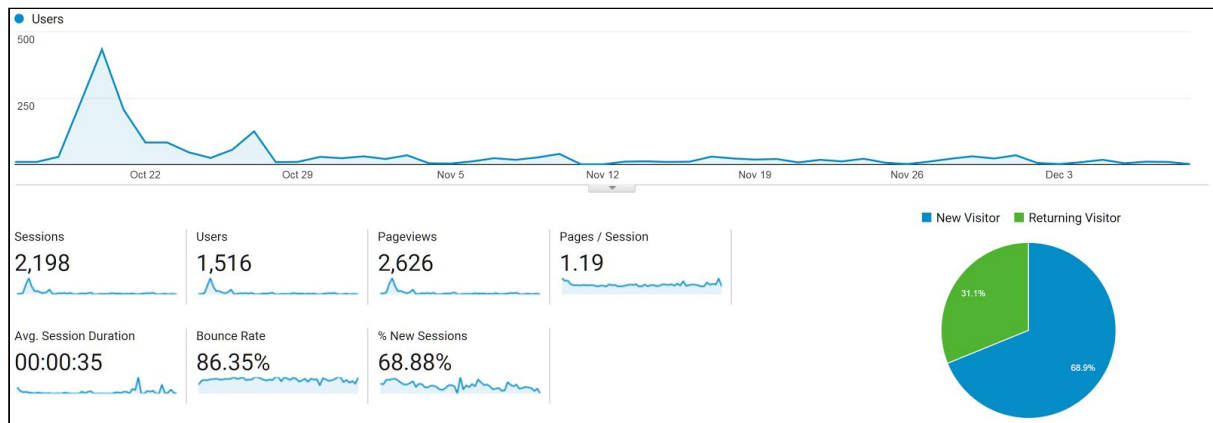 Users
500
250
Oct 22 Oct 29 Nov 5 Nov 12 Nov 19 Nov 26 Dec 3
New Visitor Returning Visitor
Sessions Users Pageviews Pages / Session
2,198 1,516 2,626 1.19
31.1%
68.9%
Avg. Session Duration Bounce Rate % New Sessions
00:00:35 86.35% 68.88%